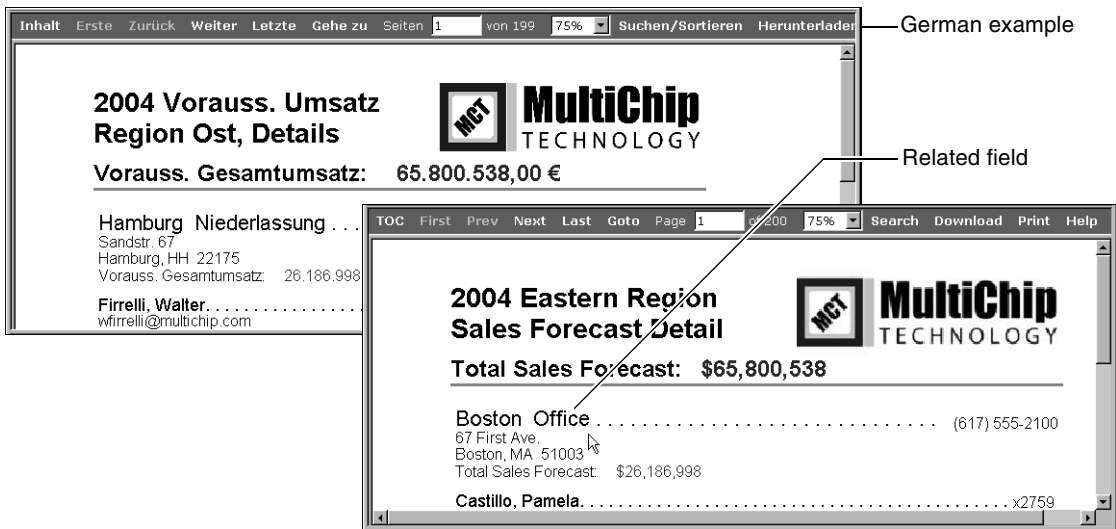 Inhalt Erste Zurück Weiter Letzte Gehe zu Seiten 1 von 199 75% Suchen/Sortieren Herunterladen
German example
2004 Vorauss. Umsatz
Region Ost, Details
MCT
MultiChip
TECHNOLOGY
Vorauss. Gesamtumsatz: 65.800.538,00 €
Related field
Hamburg Niederlassung . . .
Sandstr. 67
Hamburg, HH 22175
Vorauss. Gesamtumsatz: 26.186.998
Firrelli, Walter. . . . . . . . . . . . . . . . . . .
wfirrelli@multichip.com
TOC First Prev Next Last Goto Page 1 of 200 75% Search Download Print Help
2004 Eastern Region
Sales Forecast Detail
MCT
MultiChip
TECHNOLOGY
Total Sales Forecast: $65,800,538
Boston Office . . . . . . . . . . . . . . . . . . . . . . . . . . . . . . (617) 555-2100
67 First Ave.
Boston, MA 51003
Total Sales Forecast: $26,186,998
Castillo, Pamela. . . . . . . . . . . . . . . . . . . . . . . . . . . . . . . . . . . . . . . . . x2759